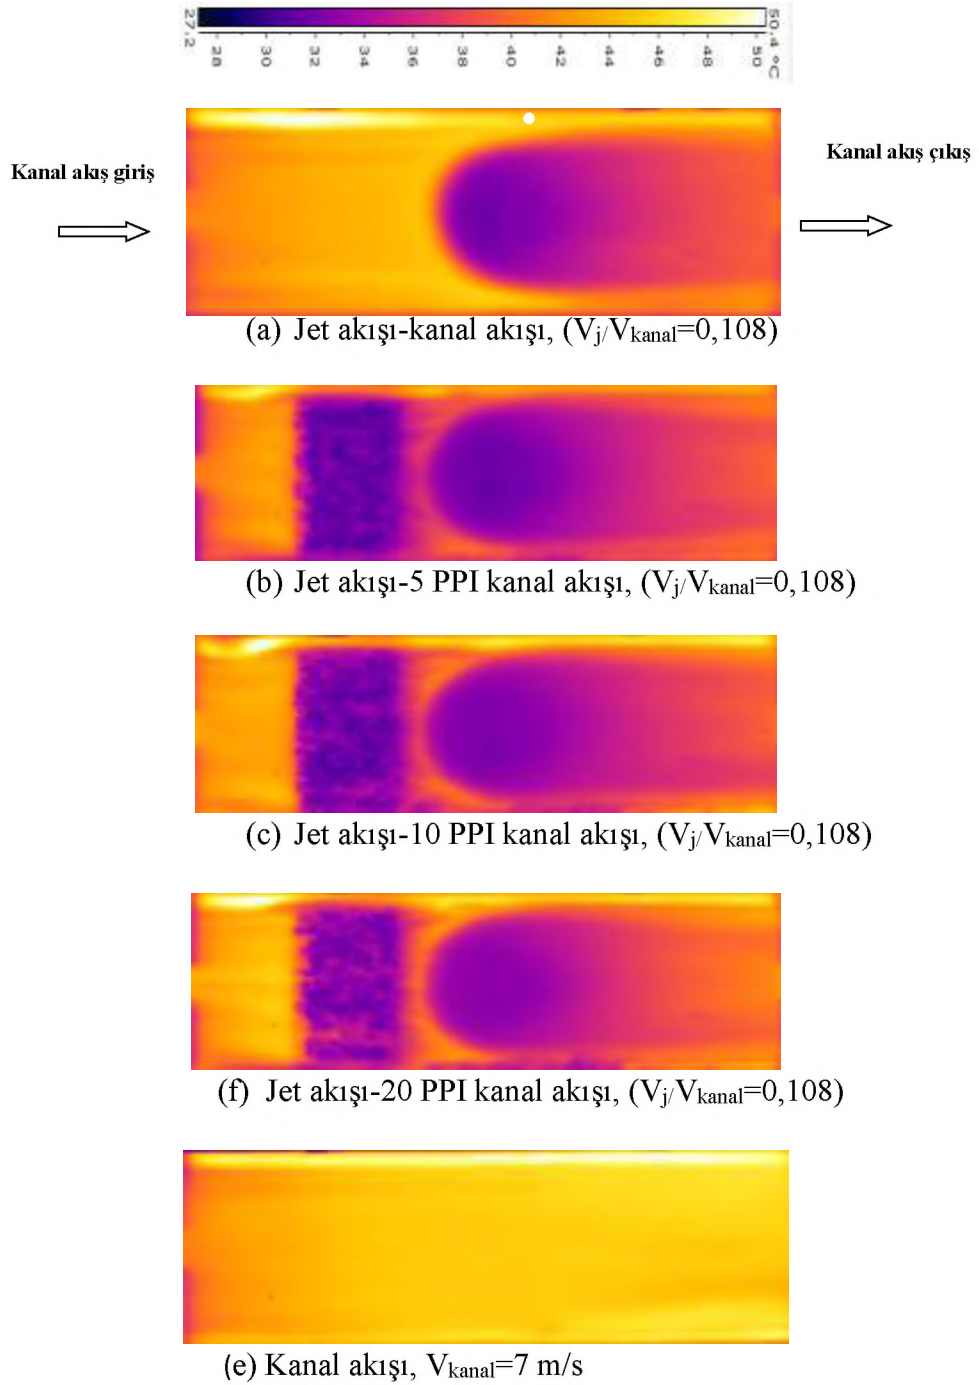 27.2 28 30 32 34 36 38 40 42 44 46 48 50 50.4 °C
Kanal akış giriş
Kanal akış çıkış
(a) Jet akışı-kanal akışı, (Vj/Vkanal=0,108)
(b) Jet akışı-5 PPI kanal akışı, (Vj/Vkanal=0,108)
(c) Jet akışı-10 PPI kanal akışı, (Vj/Vkanal=0,108)
(f) Jet akışı-20 PPI kanal akışı, (Vj/Vkanal=0,108)
(e) Kanal akışı, Vkanal=7 m/s